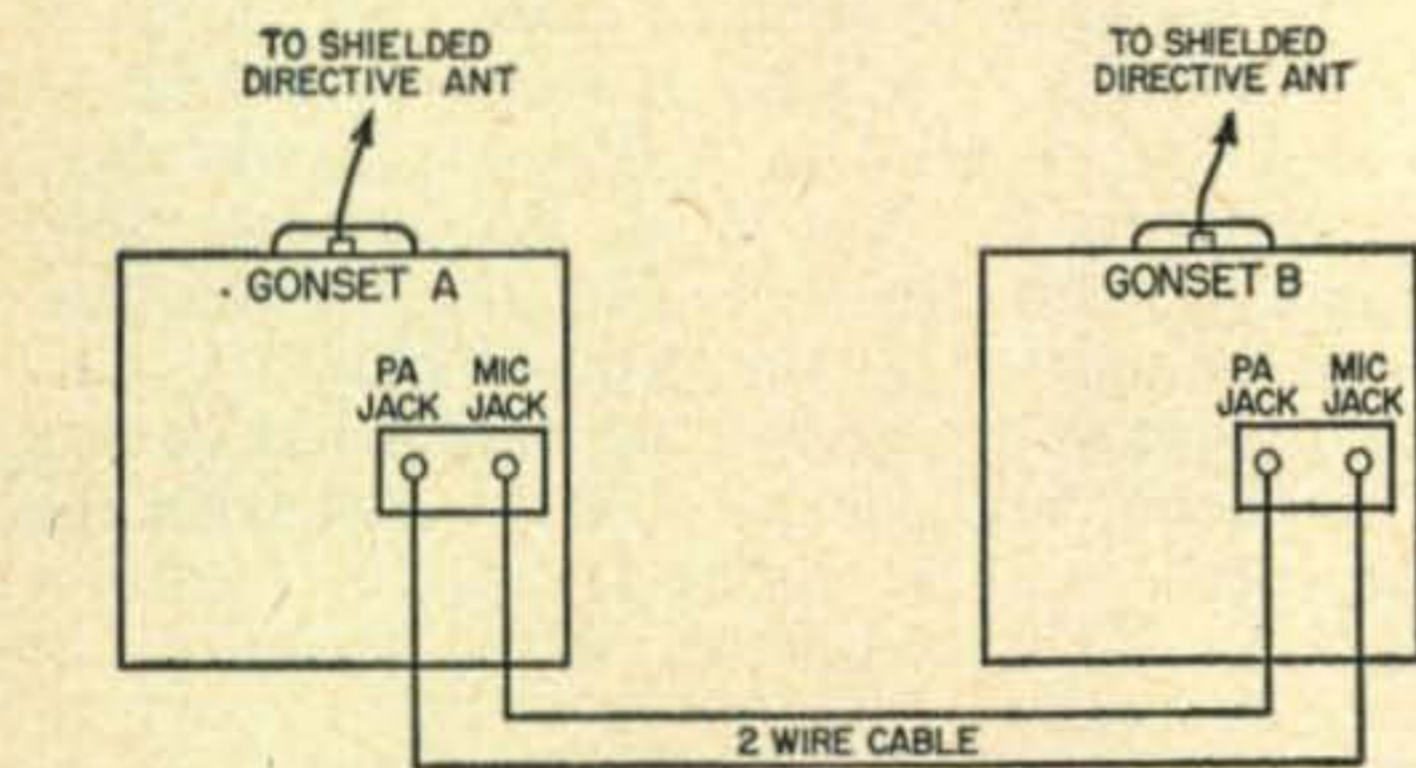 TO SHIELDED
DIRECTIVE ANT
TO SHIELDED
DIRECTIVE ANT
GONSET A
GONSET B
PA MIC
JACK JACK
PA MIC
JACK JACK
2 WIRE CABLE